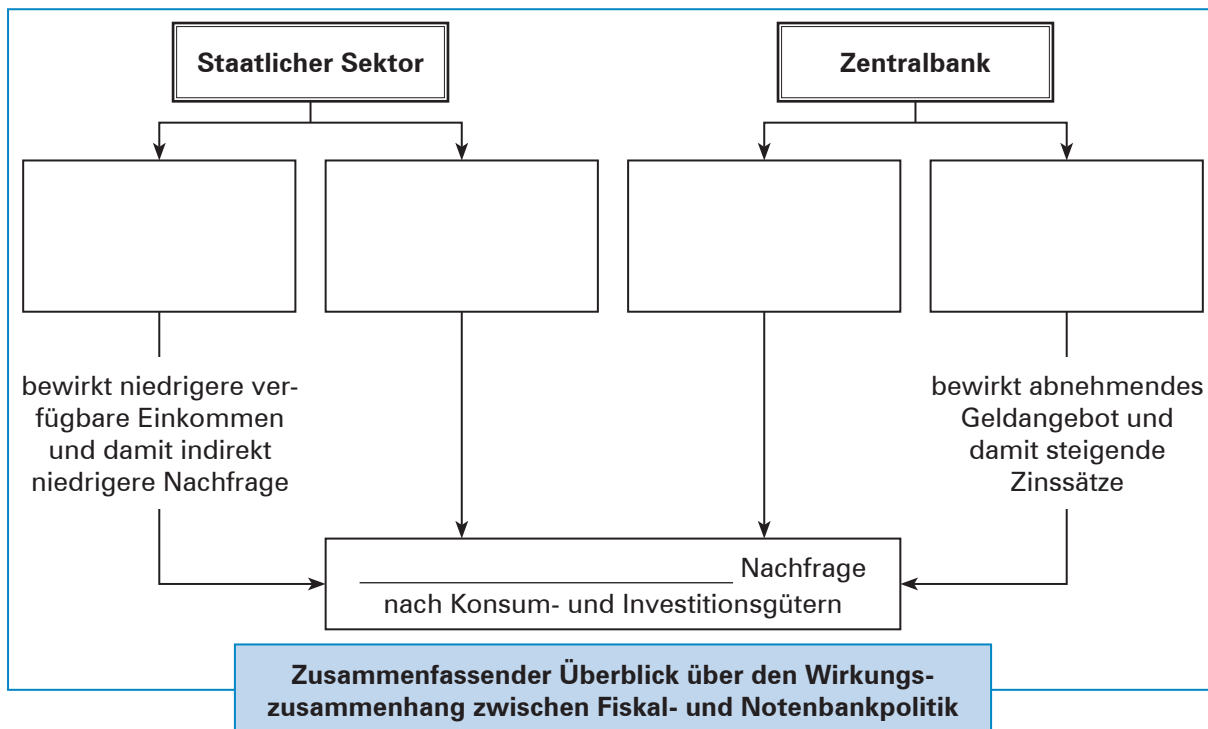 Staatlicher Sektor
Zentralbank
bewirkt niedrigere ver-
fügbare Einkommen
und damit indirekt
niedrigere Nachfrage
bewirkt abnehmendes
Geldangebot und
damit steigende
Zinssätze
Nachfrage
nach Konsum- und Investitionsgütern
Zusammenfassender Überblick über den Wirkungs-
zusammenhang zwischen Fiskal- und Notenbankpolitik